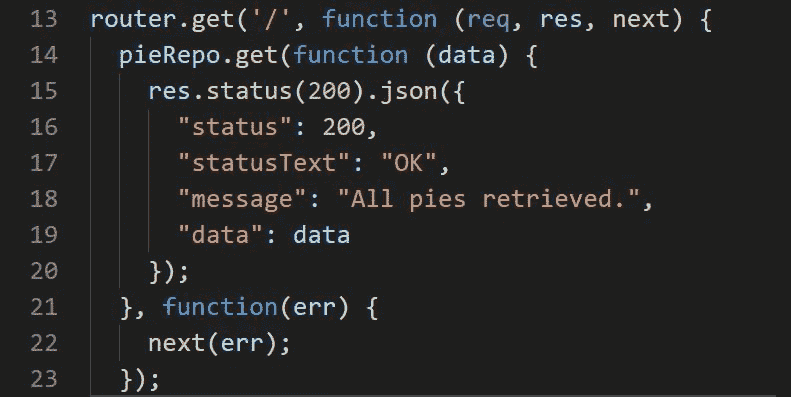 13 router.get('/', function (req, res, next) {
14   pieRepo.get(function (data) {
15     res.status(200).json({
16       "status": 200,
17       "statusText": "OK",
18       "message": "All pies retrieved.",
19       "data": data
20     });
21   }, function(err) {
22     next(err);
23   });